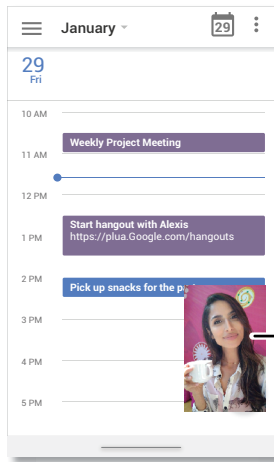 January
29
29
Fri
10 AM
Weekly Project Meeting
11 AM
12 PM
Start hangout with Alexis
https://plua.Google.com/hangouts
1 PM
2 PM
Pick up snacks for the
3 PM
4 PM
5 PM